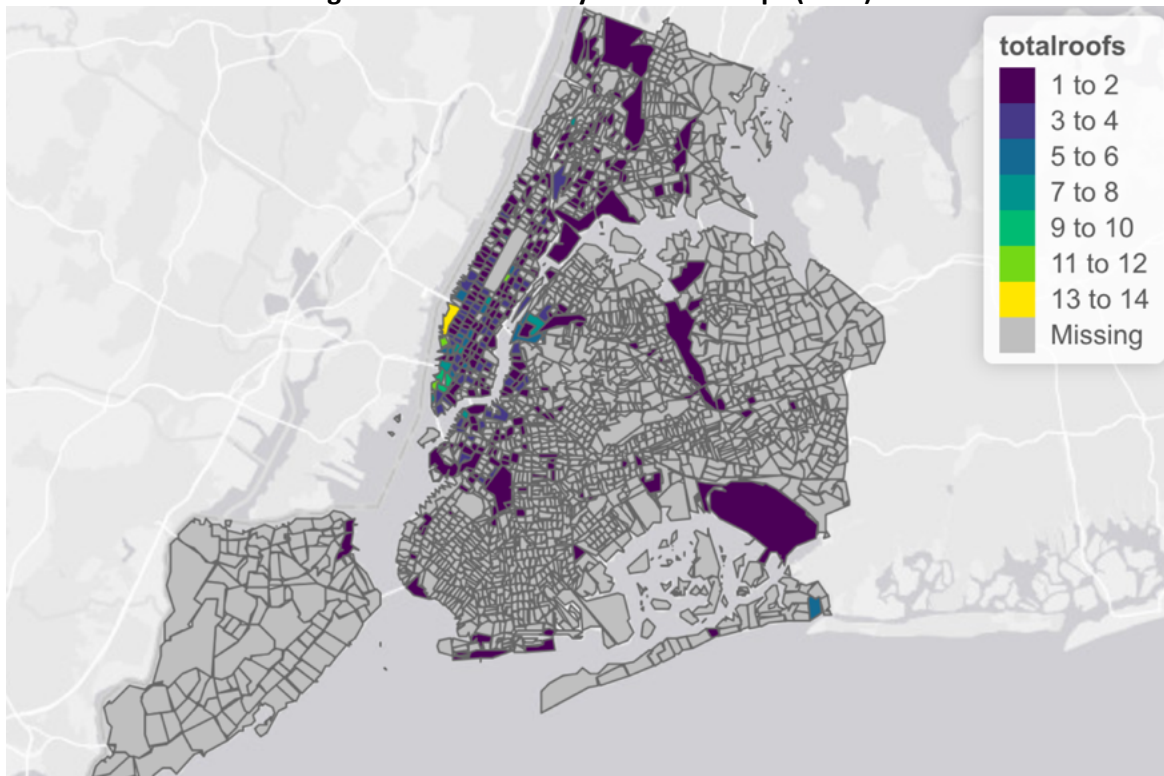 totalroofs
1 to 2
3 to 4
5 to 6
7 to 8
9 to 10
11 to 12
13 to 14
Missing